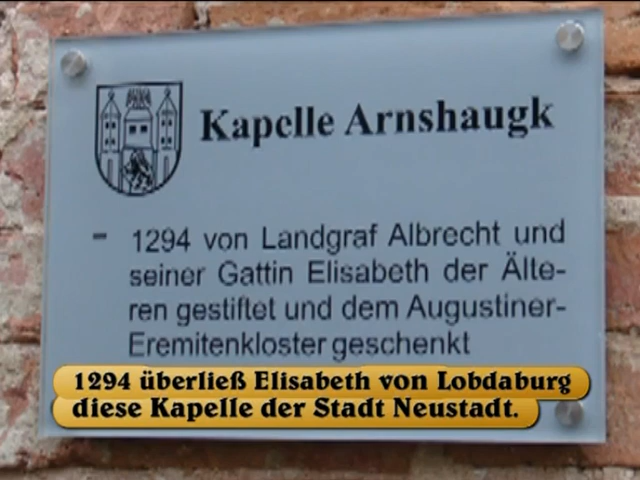 Kapelle Arnshaugk
- 1294 von Landgraf Albrecht und
seiner Gattin Elisabeth der Älte-
ren gestiftet und dem Augustiner-
Eremitenkloster geschenkt
1294 überließ Elisabeth von Lobdaburg
diese Kapelle der Stadt Neustadt.